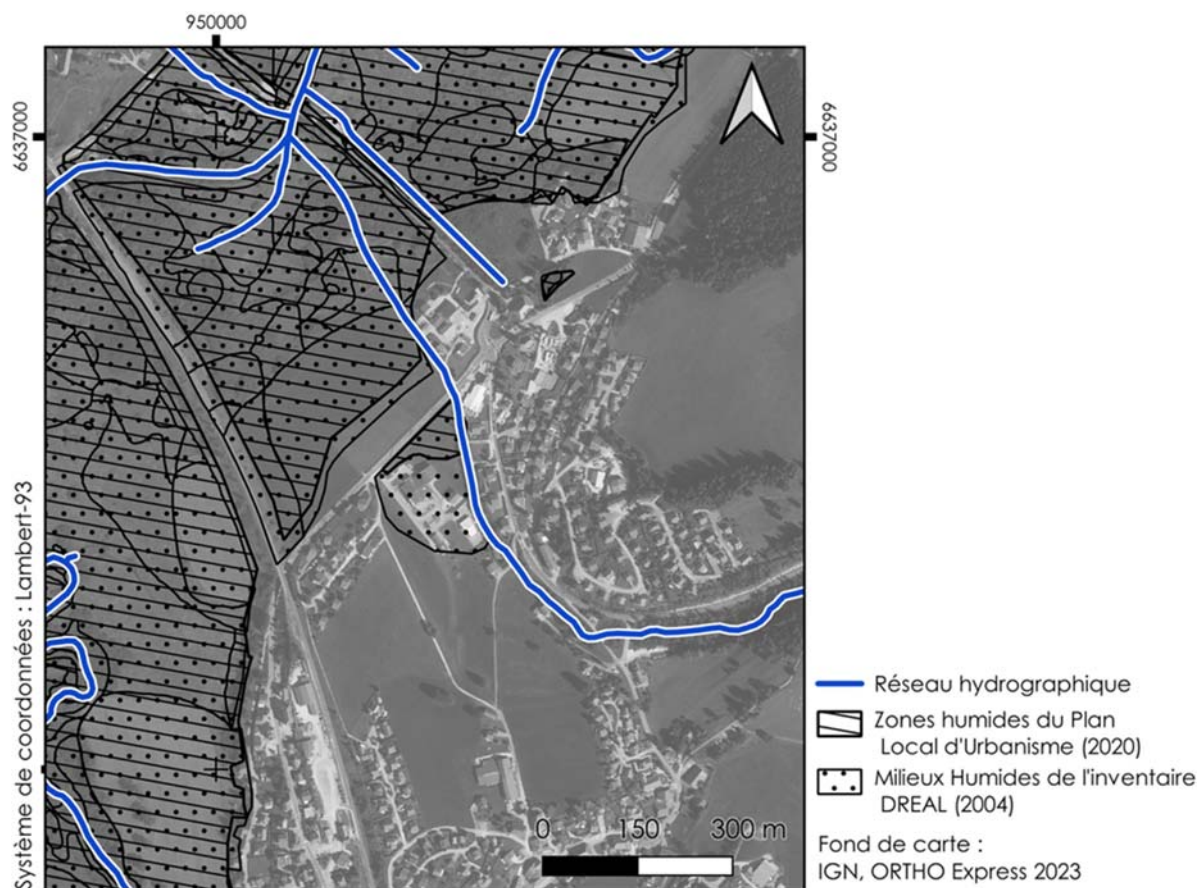 950000
6637000
6637000
Système de coordonnées : Lambert-93
0 150 300 m
Réseau hydrographique
Zones humides du Plan
Local d'Urbanisme (2020)
Milieux Humides de l'inventaire
DREAL (2004)
Fond de carte :
IGN, ORTHO Express 2023